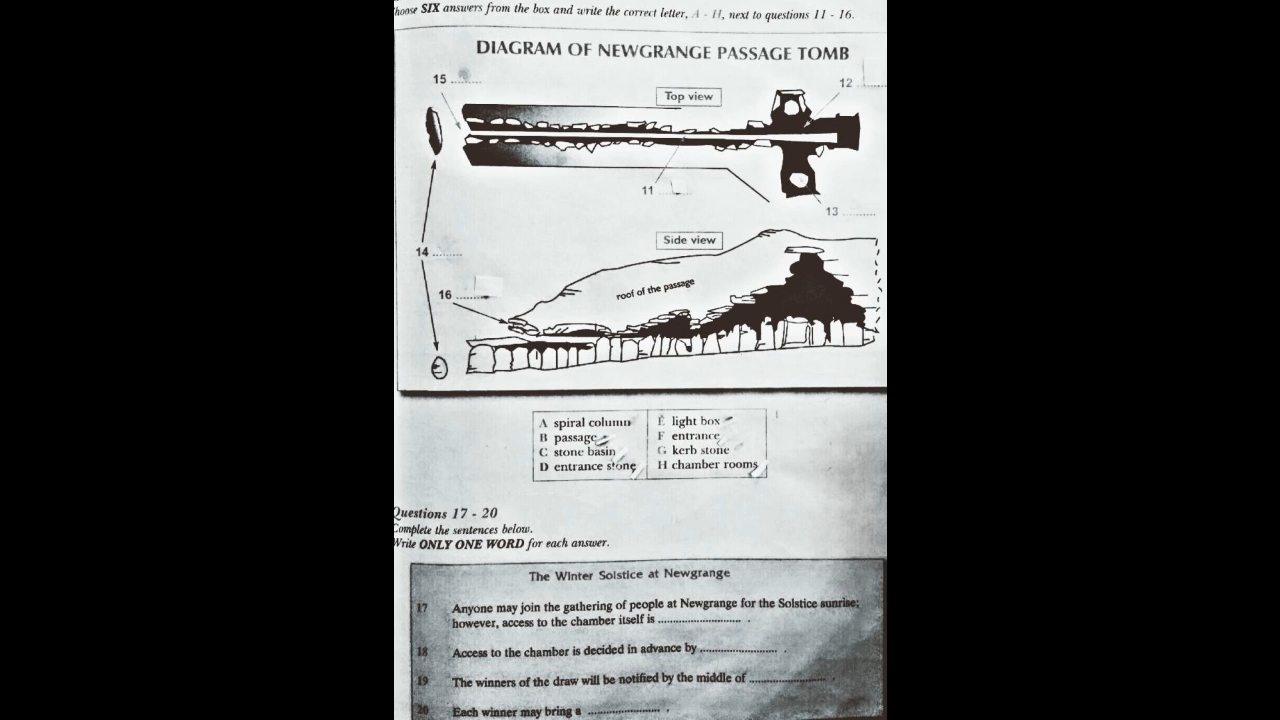 hoose SIX answers from the box and write the correct letter, A - H, next to questions 11 - 16.
DIAGRAM OF NEWGRANGE PASSAGE TOMB
15 ........
Top view
12 ........
11 ........
13 ........
14 ........
Side view
16 ........
roof of the passage
A spiral column
B passage
C stone basin
D entrance stone
E light box
F entrance
G kerb stone
H chamber rooms
Questions 17 - 20
Complete the sentences below.
Write ONLY ONE WORD for each answer.
The Winter Solstice at Newgrange
17 Anyone may join the gathering of people at Newgrange for the Solstice sunrise;
however, access to the chamber itself is ........................ .
18 Access to the chamber is decided in advance by ........................ .
19 The winners of the draw will be notified by the middle of ........................ .
20 Each winner may bring a ........................ .